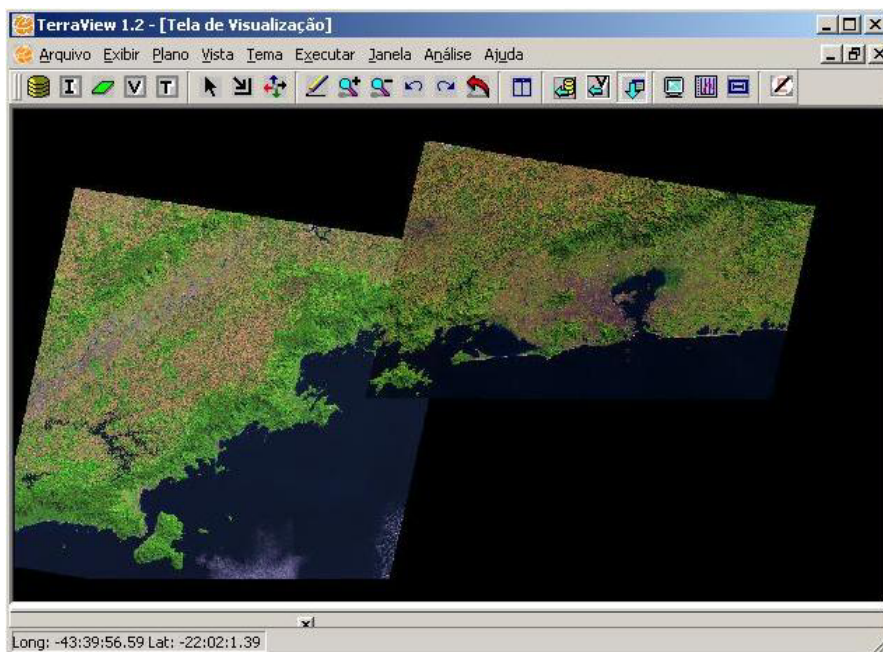 TerraView 1.2 - [Tela de Visualização]
Arquivo Exibir Plano Vista Tema Executar Janela Análise Ajuda
I V T
Long: -43:39:56.59 Lat: -22:02:1.39